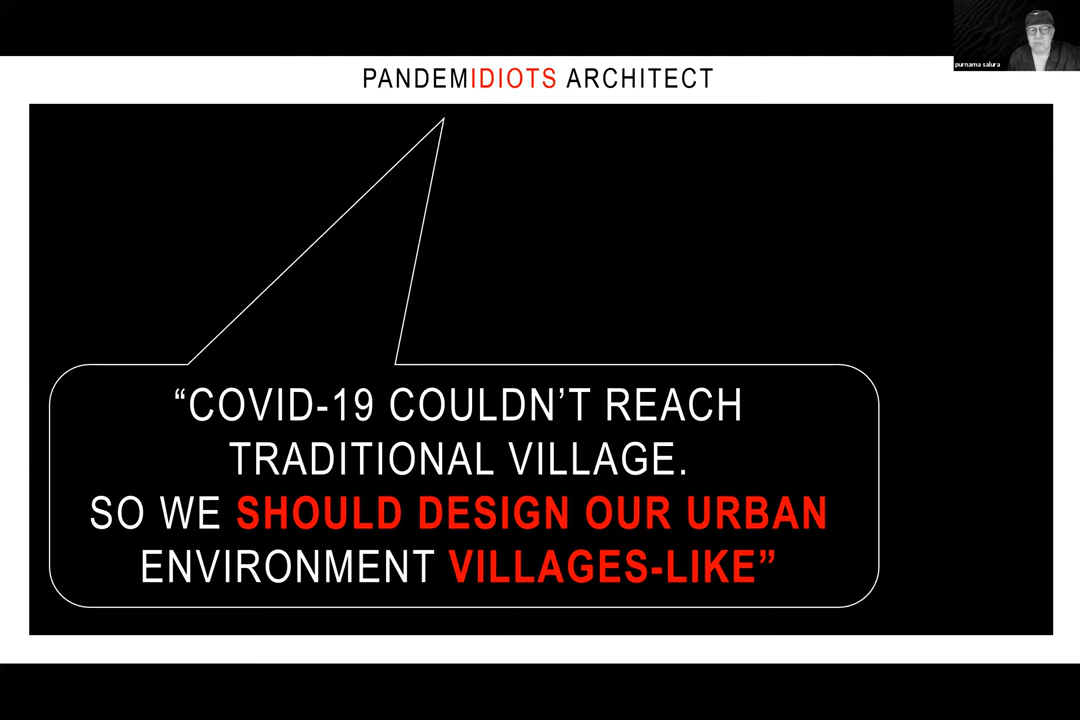 purnama salura
PANDEMIDIOTS ARCHITECT
“COVID-19 COULDN’T REACH
TRADITIONAL VILLAGE.
SO WE SHOULD DESIGN OUR URBAN
ENVIRONMENT VILLAGES-LIKE”